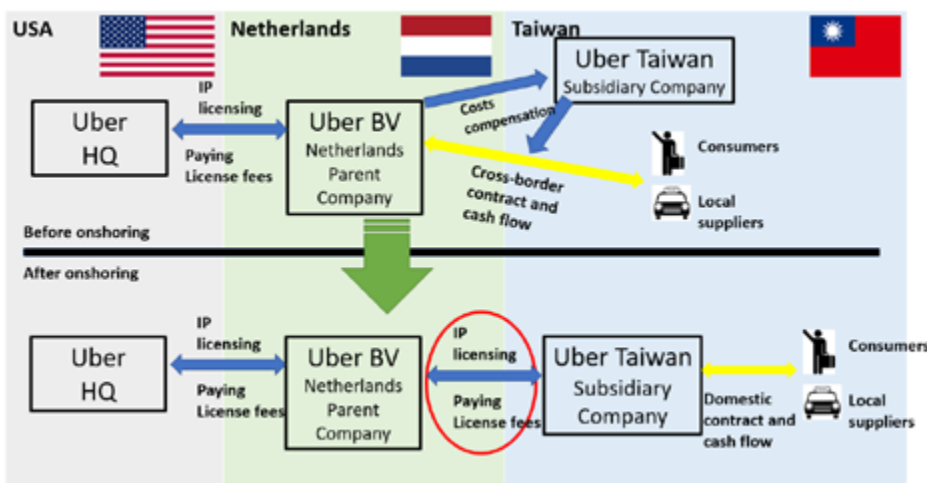 USA
Netherlands
Taiwan
Uber
HQ
IP
licensing
Paying
License fees
Uber BV
Netherlands
Parent
Company
Costs
compensation
Uber Taiwan
Subsidiary Company
Cross-border
contract and
cash flow
Consumers
Local
suppliers
Before onshoring
After onshoring
Uber
HQ
IP
licensing
Paying
License fees
Uber BV
Netherlands
Parent
Company
IP
licensing
Paying
License fees
Uber Taiwan
Subsidiary
Company
Domestic
contract and
cash flow
Consumers
Local
suppliers